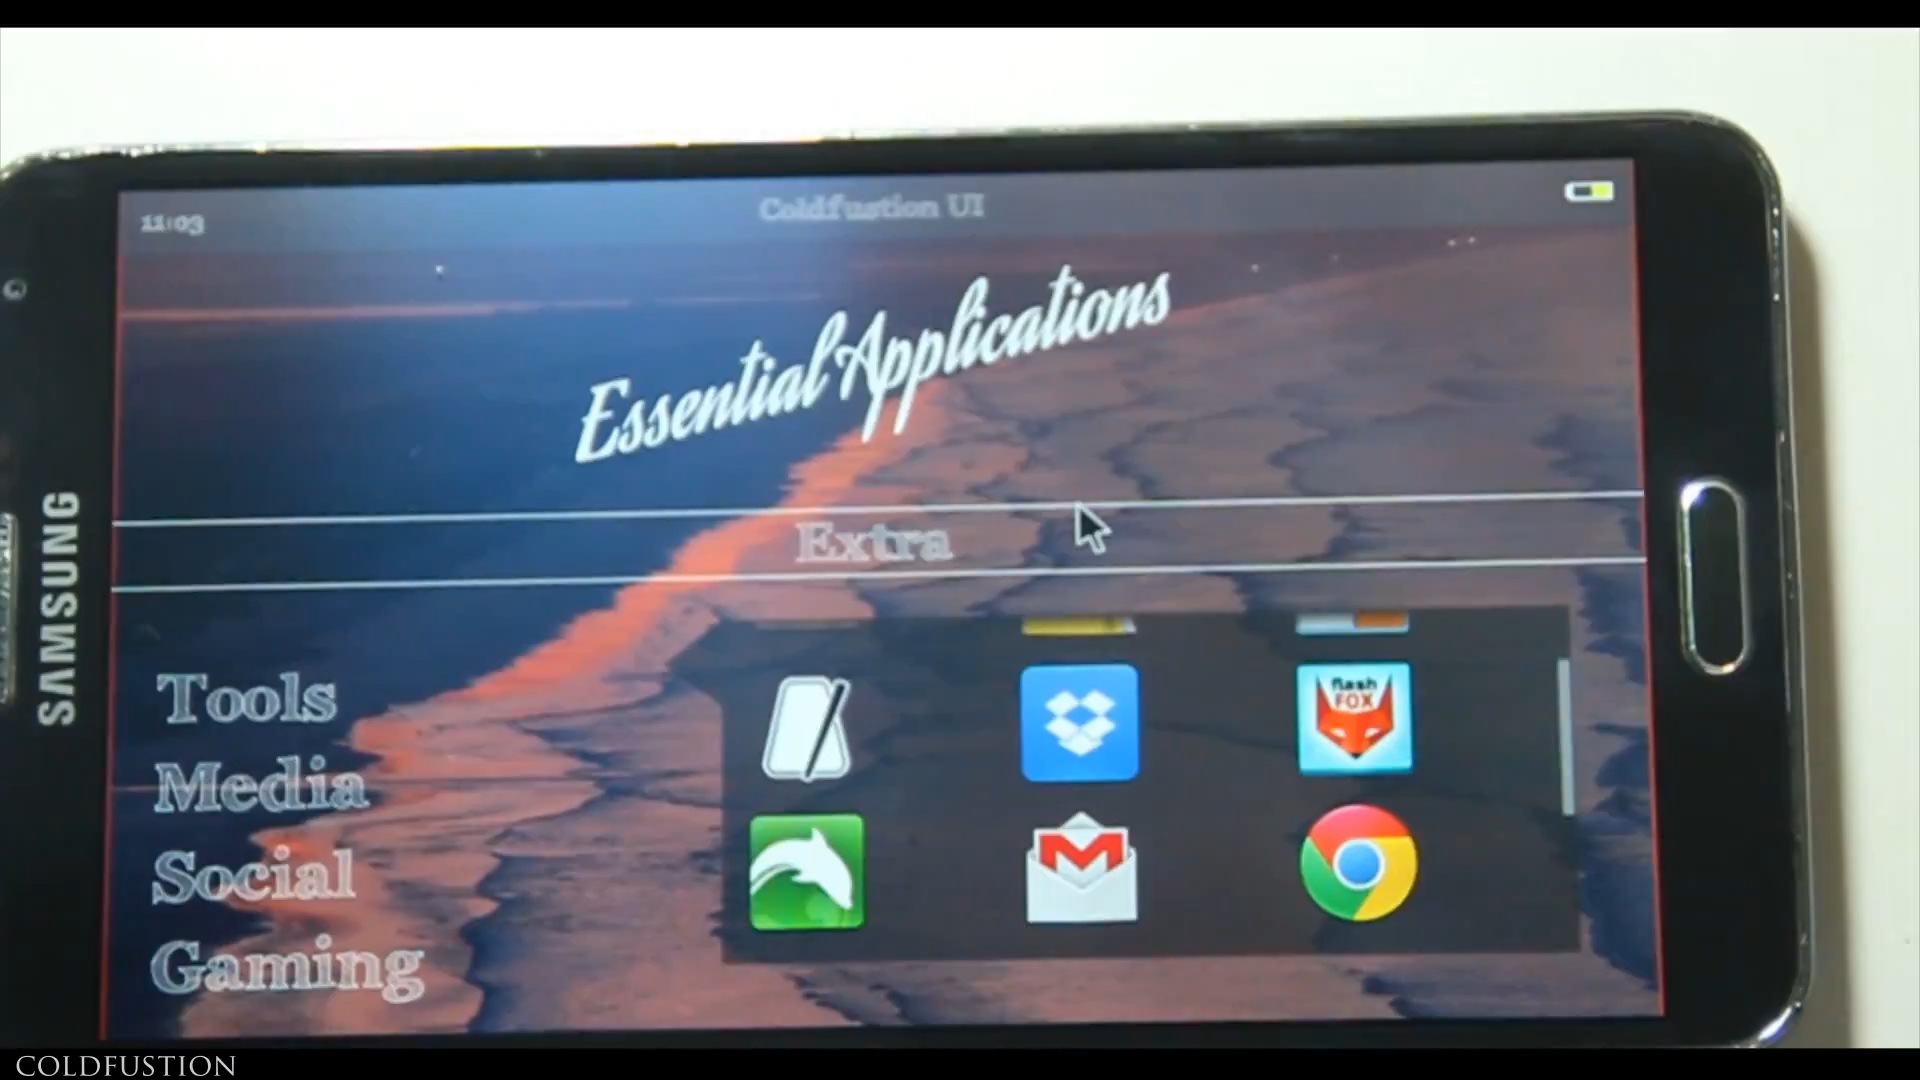 11:03
Coldfustion UI
Essential Applications
Extra
SAMSUNG
Tools
Media
Social
Gaming
flash
FOX
COLDFUSTION